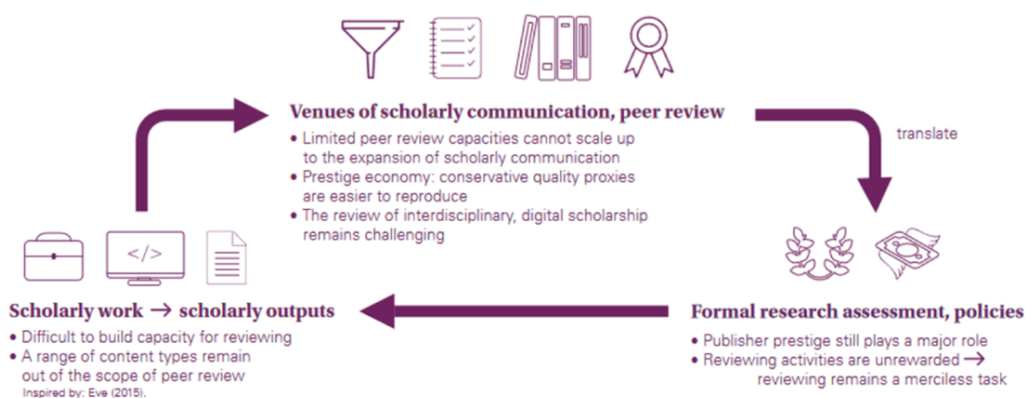 Venues of scholarly communication, peer review
• Limited peer review capacities cannot scale up
to the expansion of scholarly communication
• Prestige economy: conservative quality proxies
are easier to reproduce
• The review of interdisciplinary, digital scholarship
remains challenging
translate
</>
Scholarly work → scholarly outputs
• Difficult to build capacity for reviewing
• A range of content types remain
out of the scope of peer review
Inspired by: Eve (2015).
Formal research assessment, policies
• Publisher prestige still plays a major role
• Reviewing activities are unrewarded →
reviewing remains a merciless task